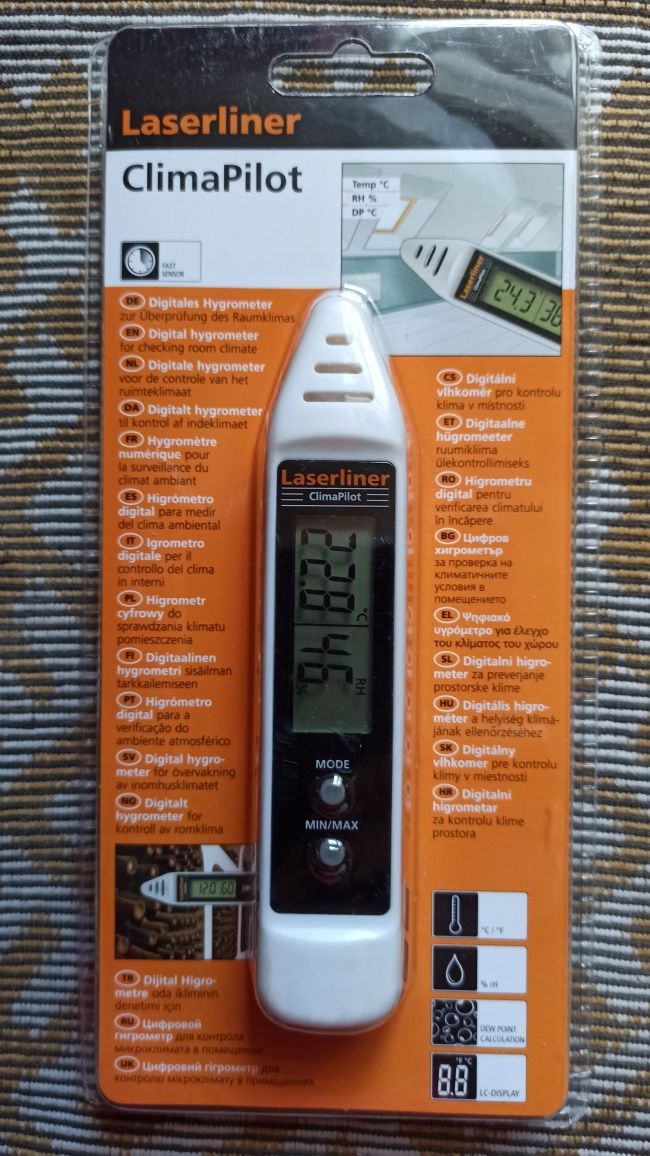 Laserliner
ClimaPilot
Temp °C
RH %
DP °C
FAST
SENSOR
Laserliner
ClimaPilot
24.3
36
DE Digitales Hygrometer
zur Überprüfung des Raumklimas
EN Digital hygrometer
for checking room climate
NL Digitale hygrometer
voor de controle van het
ruimteklimaat
DA Digitalt hygrometer
til kontrol af indeklimaet
FR Hygromètre
numérique pour
la surveillance du
climat ambiant
ES Higrómetro
digital para medir
del clima ambiental
IT Igrometro
digitale per il
controllo del clima
in interni
PL Higrometr
cyfrowy do
sprawdzania klimatu
pomieszczenia
FI Digitaalinen
hygrometri sisäilman
tarkkailemiseen
PT Higrómetro
digital para a
verificação do
ambiente atmosférico
SV Digital hygro-
meter för övervakning
av inomhusklimatet
NO Digitalt
hygrometer for
kontroll av romklima
12.0 60
TR Dijital Higro-
metre oda ikliminin
denetimi için
RU Цифровой
гигрометр для контроля
микроклимата в помещении
UK Цифровий гігрометр для
контролю мікроклімату в приміщеннях
Laserliner
ClimaPilot
22.8 °C
46 RH %
MODE
MIN/MAX
CS Digitální
vlhkoměr pro kontrolu
klima v místnosti
ET Digitaalne
hügromeeter
ruumikliima
ülekontrollimiseks
RO Higrometru
digital pentru
verificarea climatului
în încăpere
BG Цифров
хигрометър
за проверка на
климатичните
условия в
помещението
EL Ψηφιακό
υγρόμετρο για έλεγχο
του κλίματος του χώρου
SL Digitalni higro-
meter za preverjanje
prostorske klime
HU Digitális higro-
méter a helyiség klímá-
jának ellenőrzéséhez
SK Digitálny
vlhkomer pre kontrolu
klímy v miestnosti
HR Digitalni
higrometar
za kontrolu klime
prostora
°C / °F
% rH
DEW POINT
CALCULATION
°F °C
8.8
LC-DISPLAY